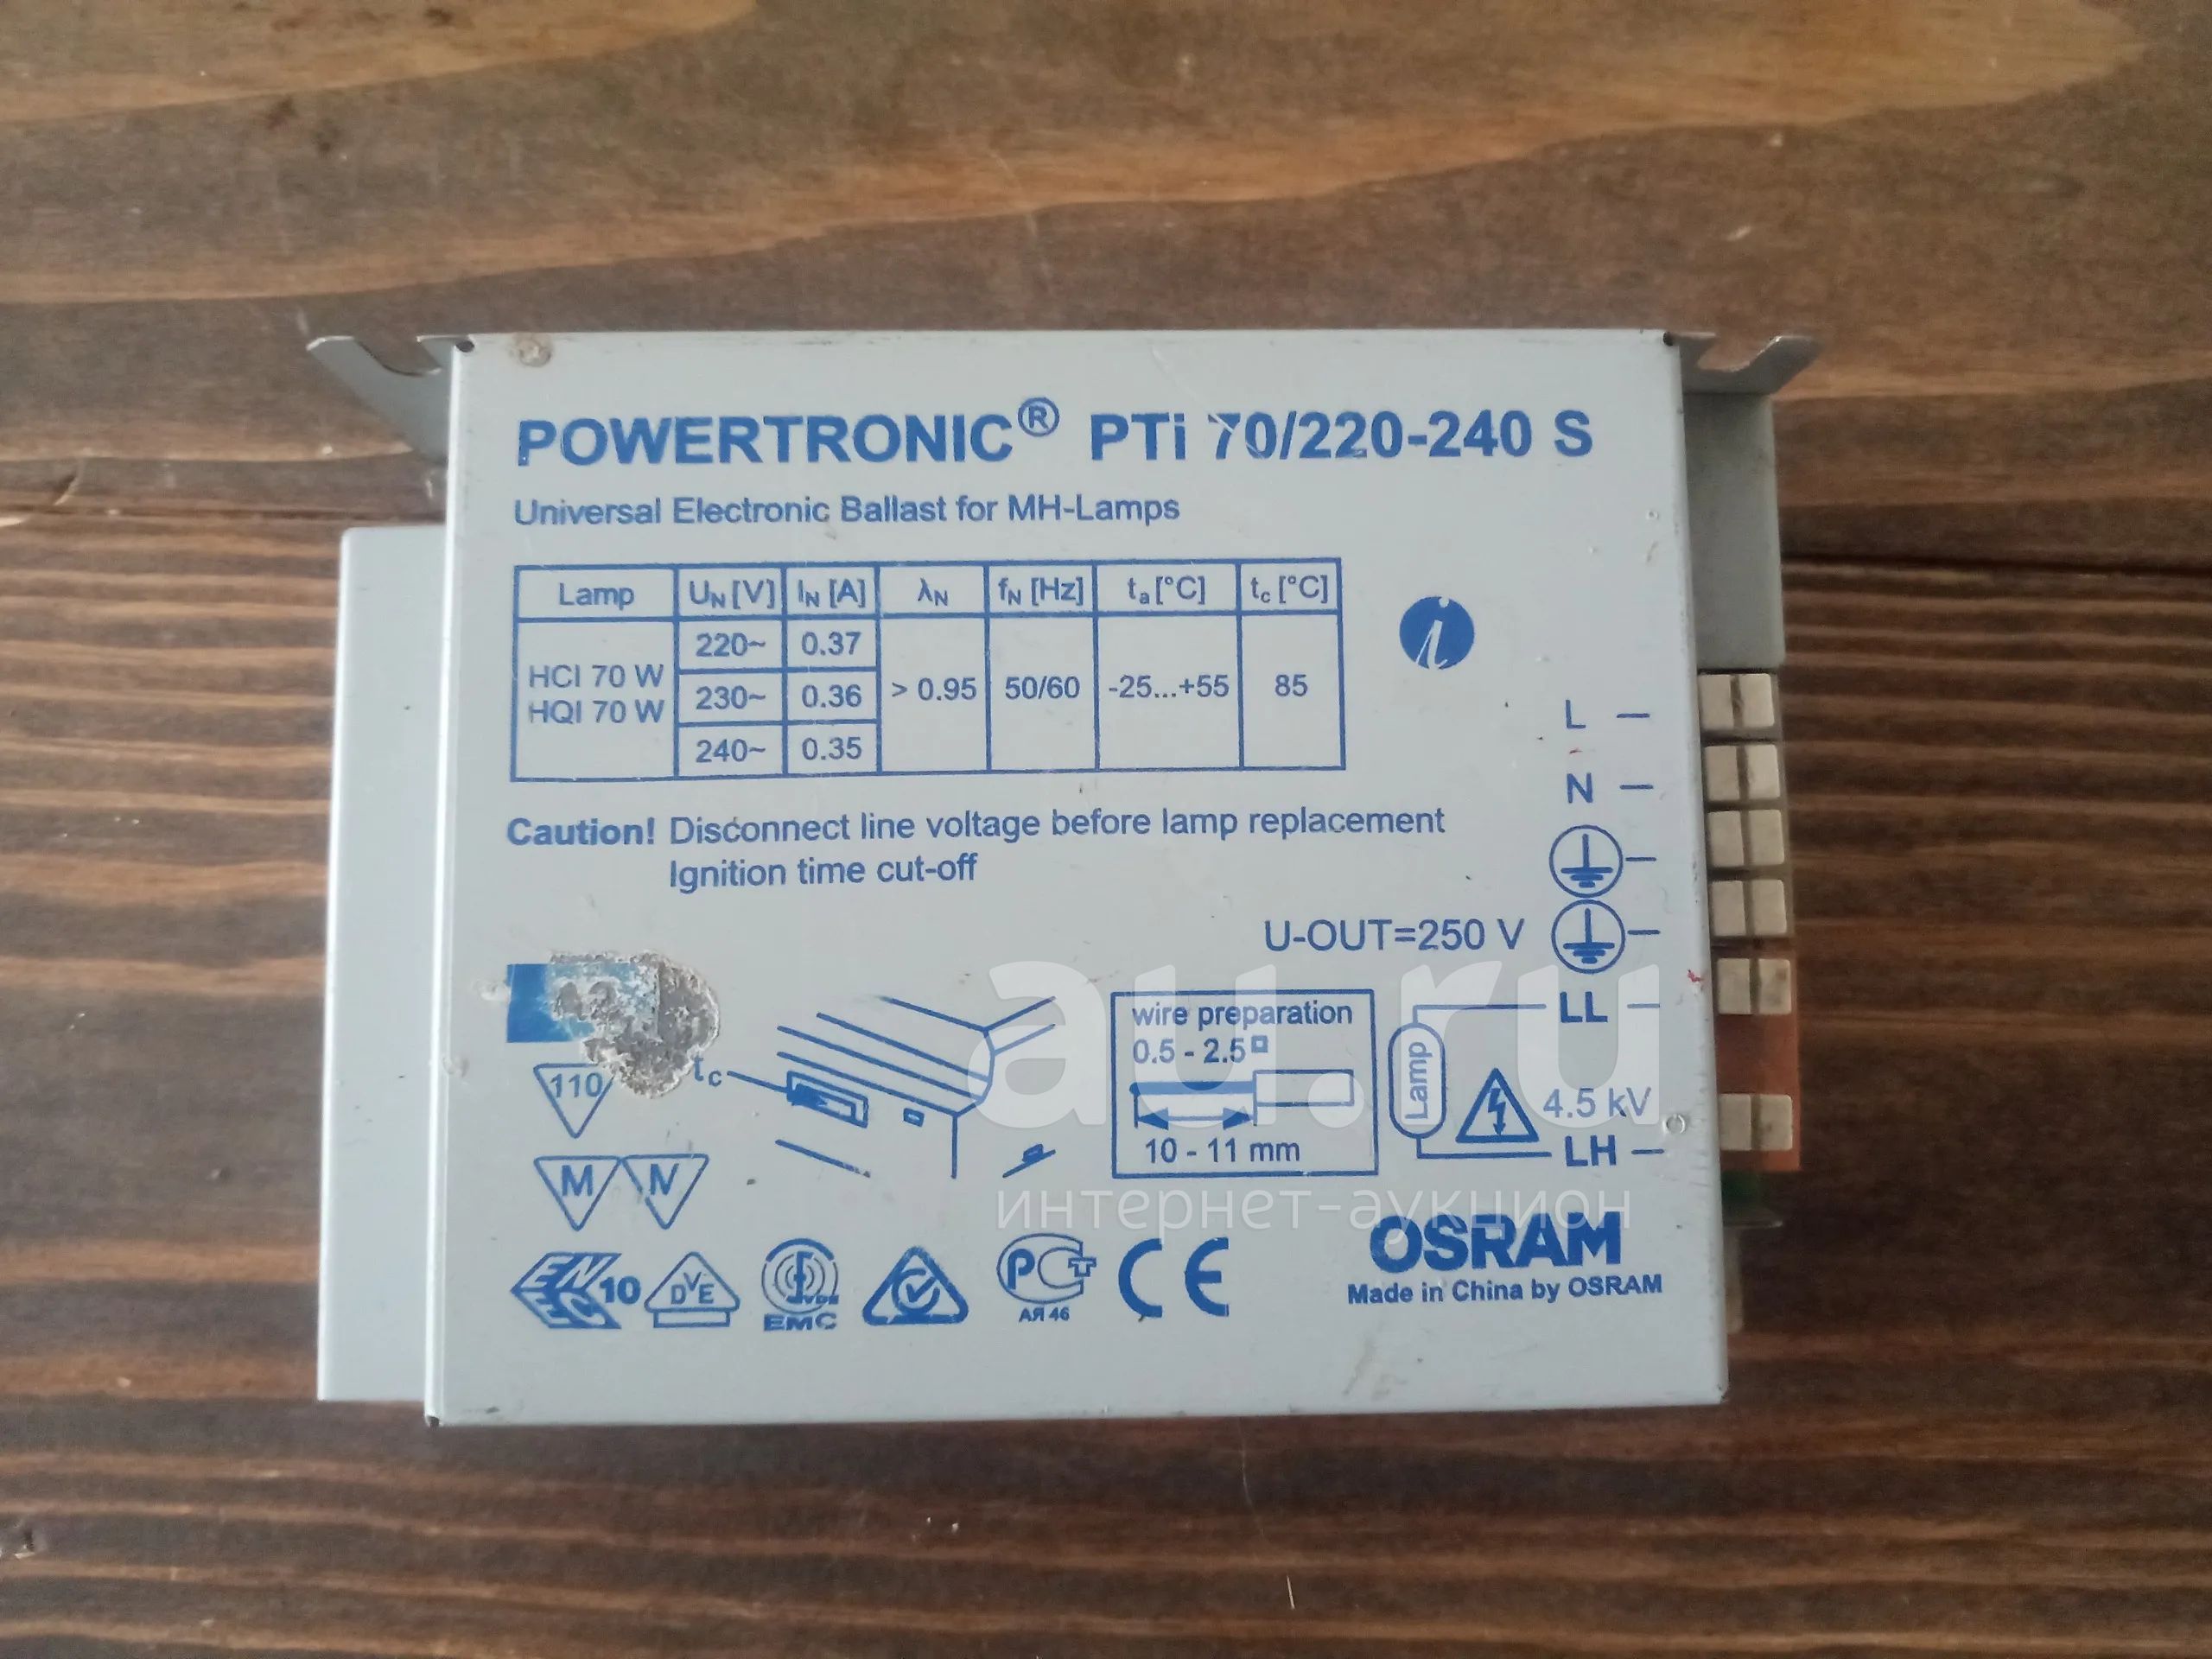 POWERTRONIC® PTi 70/220-240 S
Universal Electronic Ballast for MH-Lamps
Lamp UN [V] IN [A] λN fN [Hz] ta [°C] tc [°C]
HCI 70 W
HQI 70 W
220~ 0.37
230~ 0.36
240~ 0.35
> 0.95 50/60 -25...+55 85
L
N
Caution! Disconnect line voltage before lamp replacement
Ignition time cut-off
U-OUT=250 V
au.ru
LL
wire preparation
0.5 - 2.5
10 - 11 mm
Lamp
4.5 kV
LH
tc
110
M N
интернет-аукцион
ENEC 10
DVE
VDE
EMC
РСТ
АЯ 46
CE
OSRAM
Made in China by OSRAM